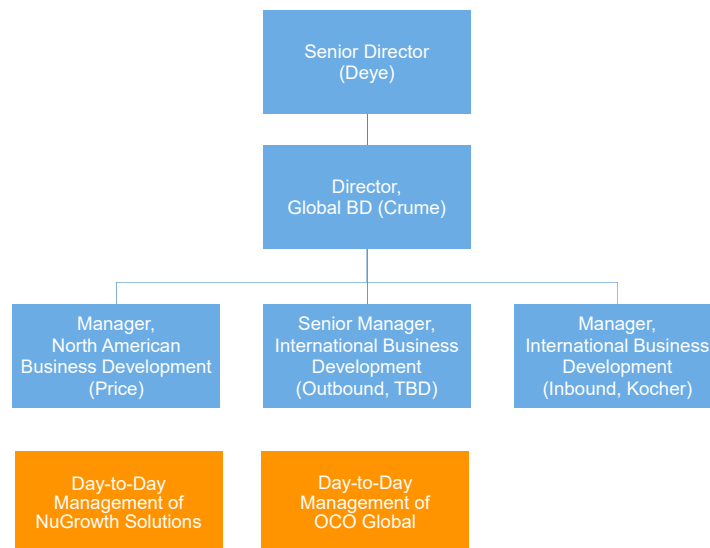 Senior Director
(Deye)
Director,
Global BD (Crume)
Manager,
North American
Business Development
(Price)
Senior Manager,
International Business
Development
(Outbound, TBD)
Manager,
International Business
Development
(Inbound, Kocher)
Day-to-Day
Management of
NuGrowth Solutions
Day-to-Day
Management of
OCO Global